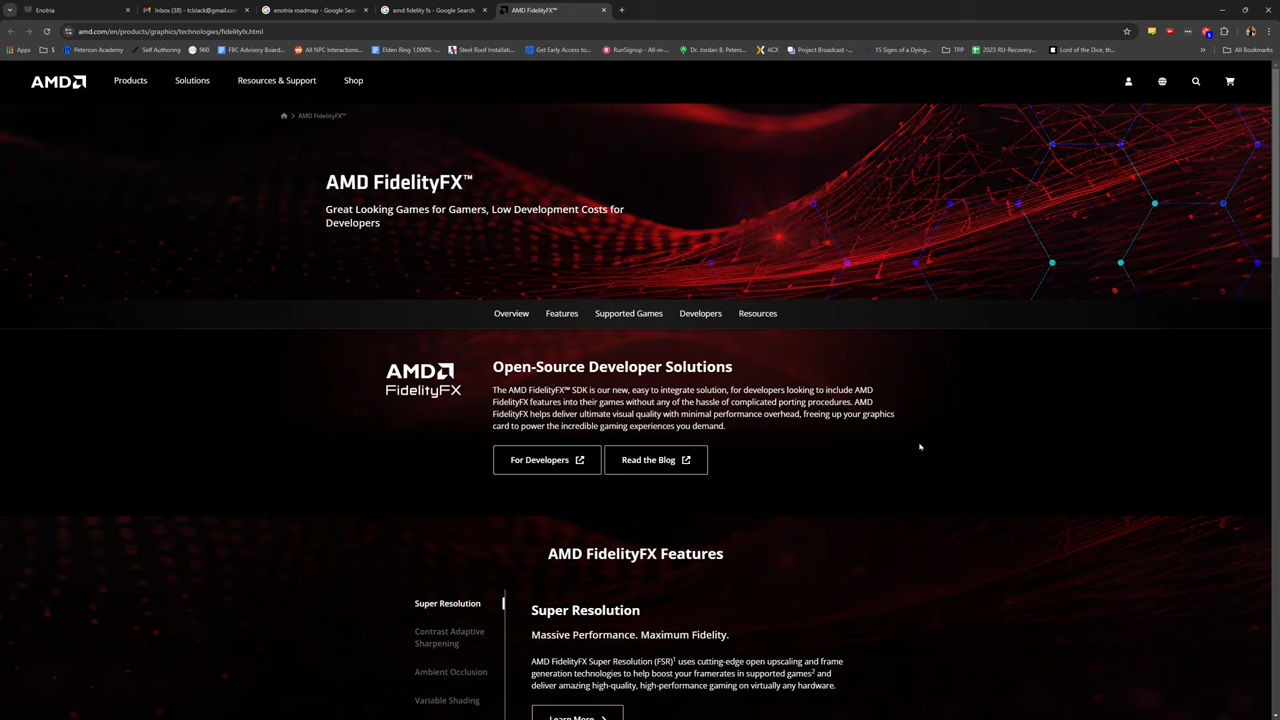 Enotria
Inbox (38) - tcblack@gmail.com
enotria roadmap - Google Sea
amd fidelity fx - Google Search
AMD FidelityFX™
amd.com/en/products/graphics/technologies/fidelityfx.html
Apps
$
Peterson Academy
Self Authoring
960
FBC Advisory Board...
All NPC Interactions...
Elden Ring 1,000% -...
Steel Roof Installati...
Get Early Access to...
RunSignup - All-in-...
Dr. Jordan B. Peters...
ACX
Project Broadcast -...
15 Signs of a Dying...
TPP
2023 RU-Recovery...
Lord of the Dice, th...
All Bookmarks
AMD
Products
Solutions
Resources & Support
Shop
AMD FidelityFX™
AMD FidelityFX™
Great Looking Games for Gamers, Low Development Costs for
Developers
Overview
Features
Supported Games
Developers
Resources
AMD
FidelityFX
Open-Source Developer Solutions
The AMD FidelityFX™ SDK is our new, easy to integrate solution, for developers looking to include AMD
FidelityFX features into their games without any of the hassle of complicated porting procedures. AMD
FidelityFX helps deliver ultimate visual quality with minimal performance overhead, freeing up your graphics
card to power the incredible gaming experiences you demand.
For Developers
Read the Blog
AMD FidelityFX Features
Super Resolution
Contrast Adaptive
Sharpening
Ambient Occlusion
Variable Shading
Super Resolution
Massive Performance. Maximum Fidelity.
AMD FidelityFX Super Resolution (FSR)¹ uses cutting-edge open upscaling and frame
generation technologies to help boost your framerates in supported games² and
deliver amazing high-quality, high-performance gaming on virtually any hardware.
Learn More